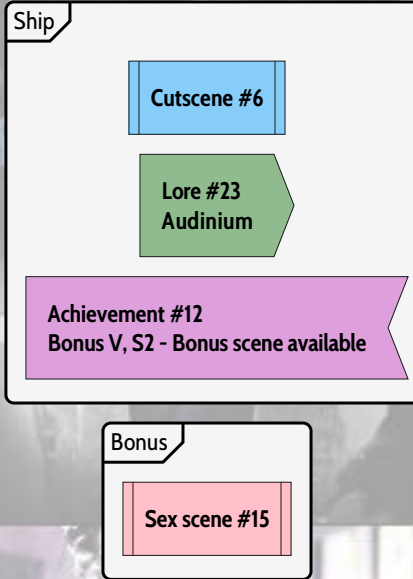 Ship
Cutscene #6
Lore #23
Audinium
Achievement #12
Bonus V, S2 - Bonus scene available
Bonus
Sex scene #15